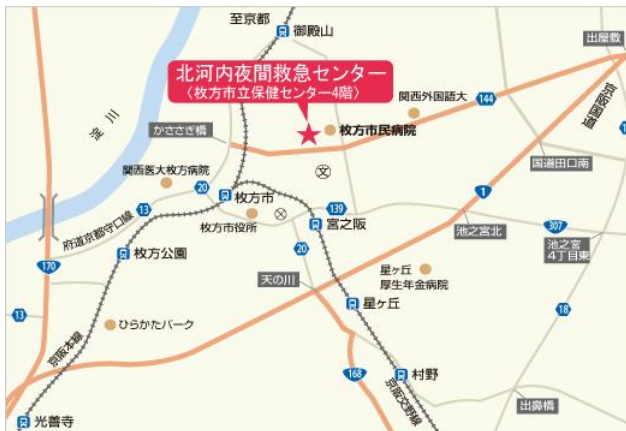 至京都
御殿山
出屋敷
北河内夜間救急センター
〈枚方市立保健センター4階〉
関西外国語大
144
京阪国道
淀川
かささぎ橋
枚方市民病院
文
国道田口南
関西医大枚方病院
20
枚方市
1
13
府道京都守口線
枚方市役所
139
宮之阪
池之宮北
307
池之宮
4丁目東
枚方公園
20
170
天の川
星ヶ丘
厚生年金病院
星ヶ丘
13
ひらかたパーク
18
京阪本線
168
村野
京阪交野線
出鼻橋
光善寺